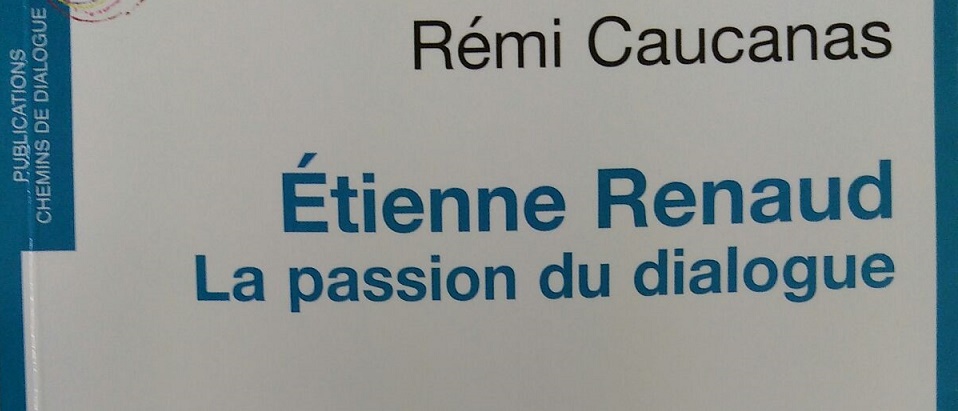 PUBLICATIONS
CHEMINS DE DIALOGUE
Rémi Caucanas
Étienne Renaud
La passion du dialogue